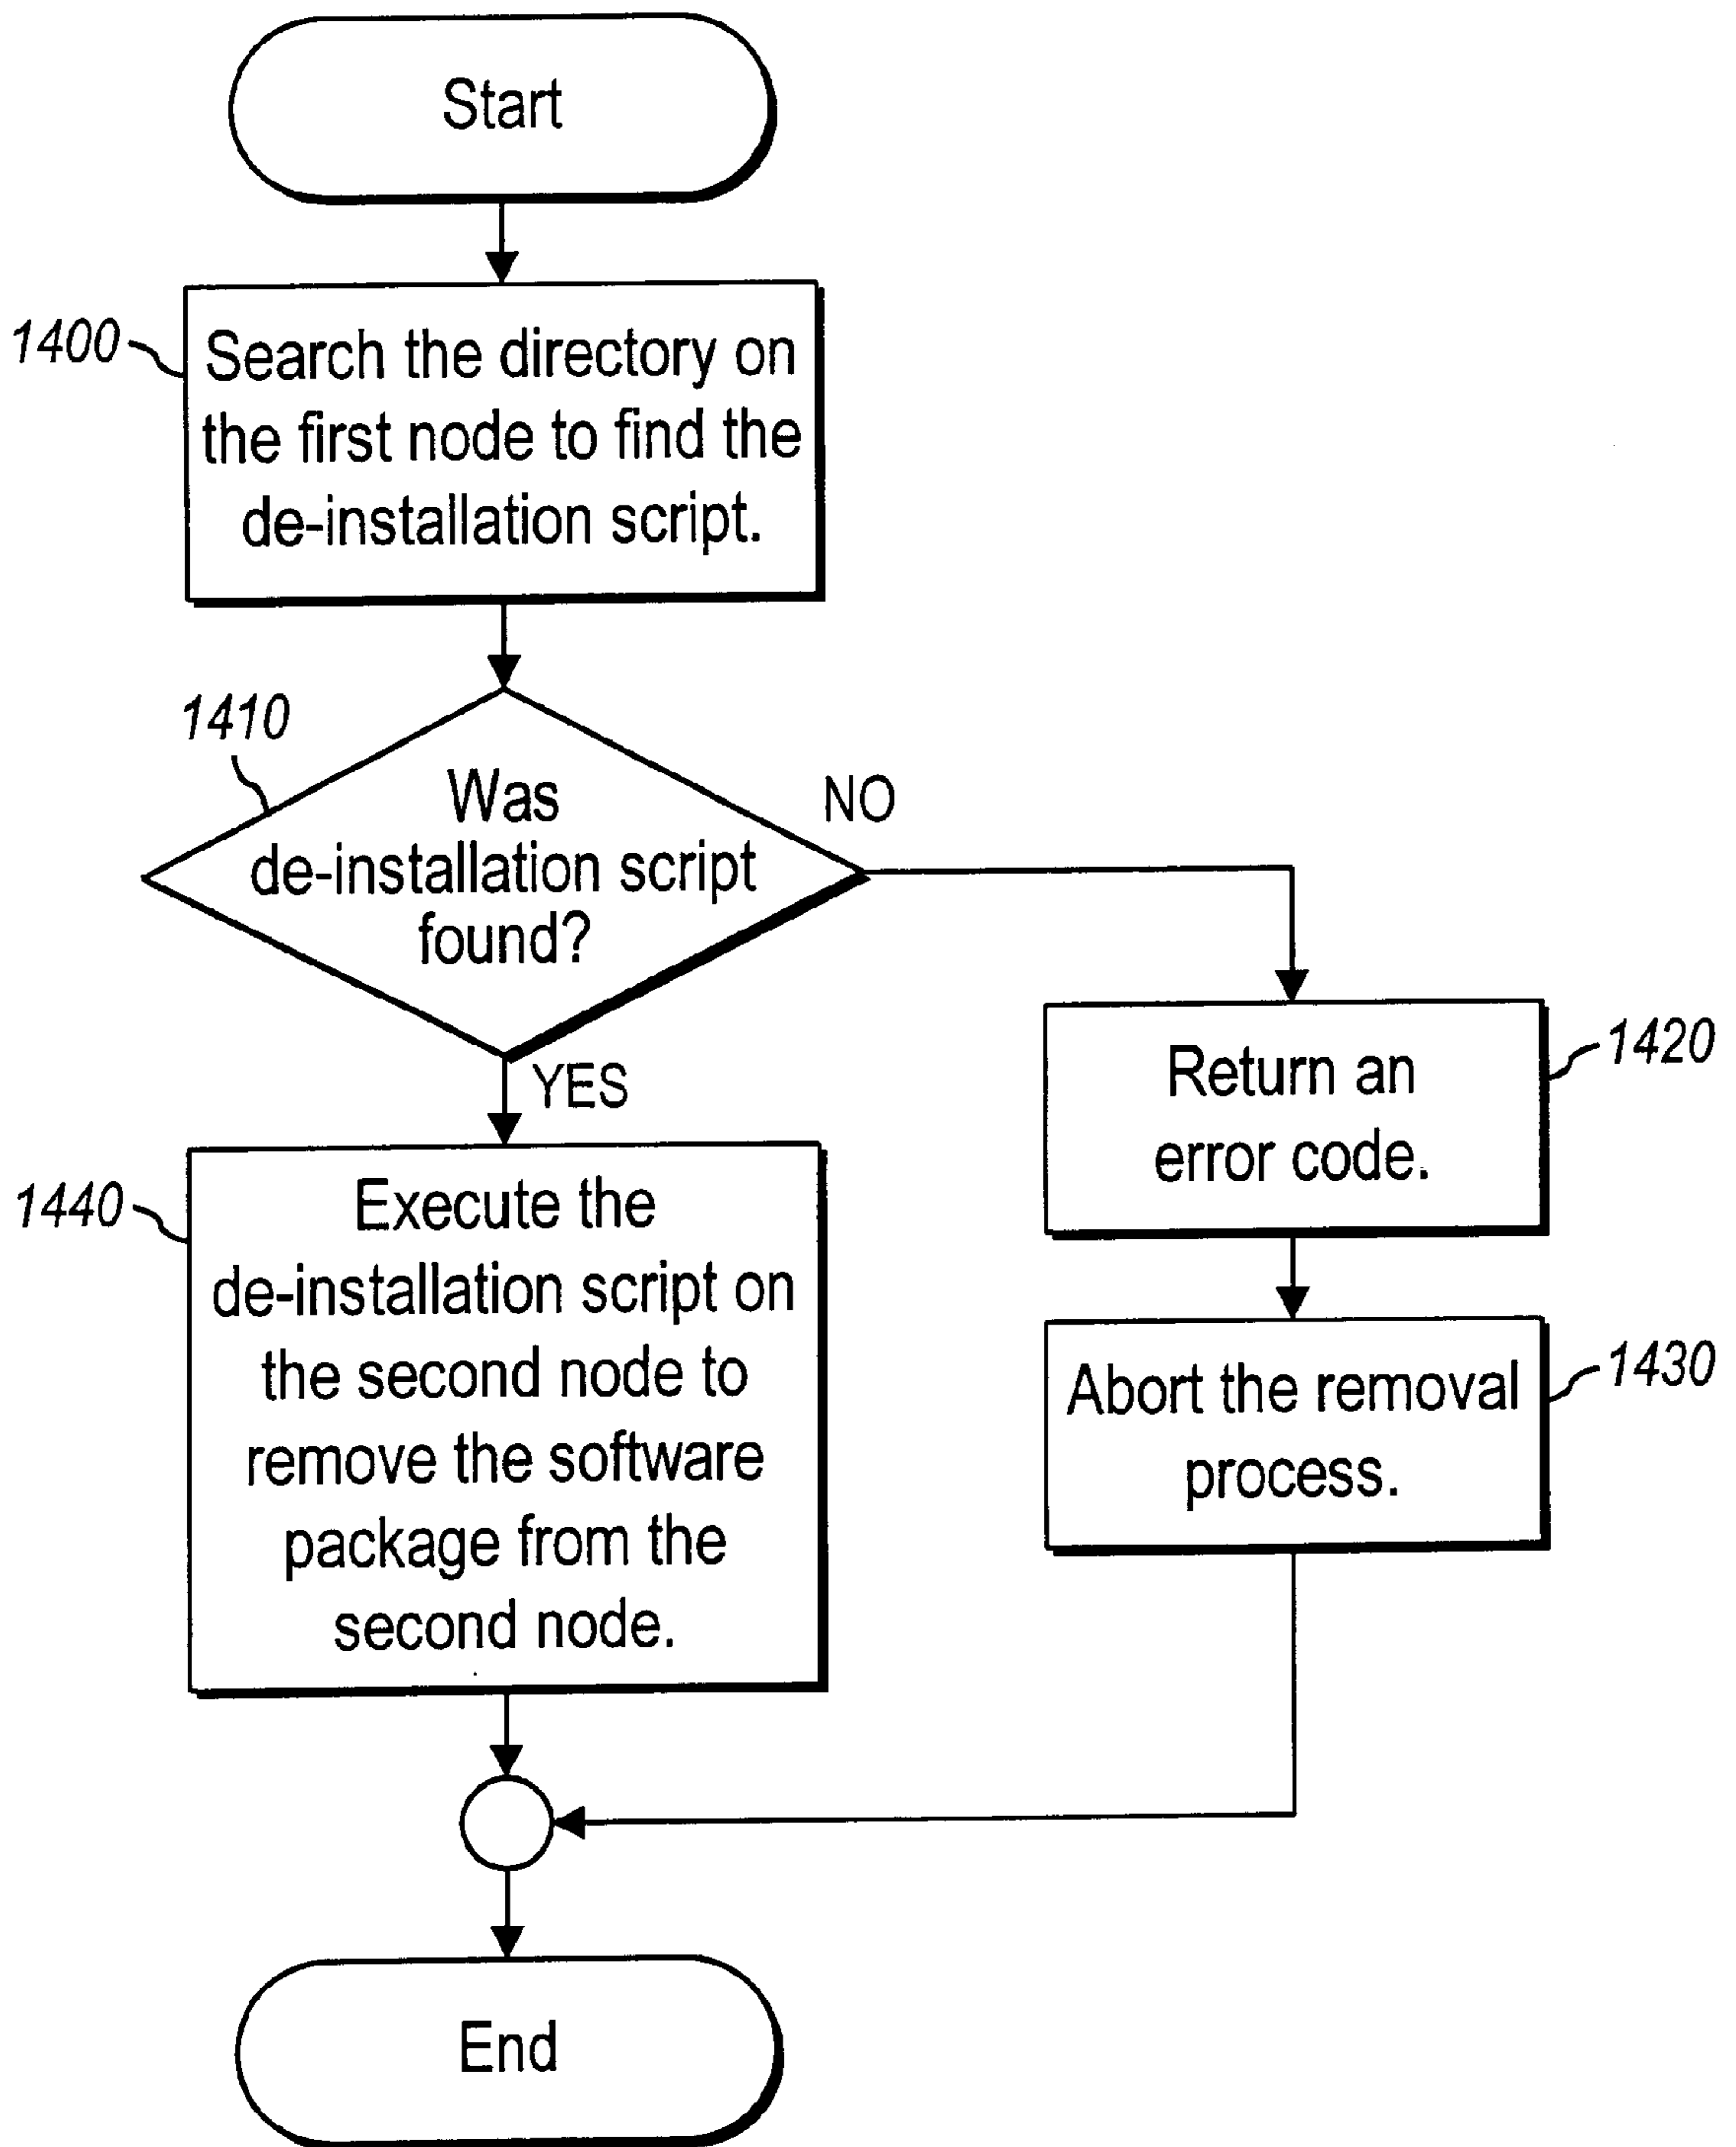 Start
1400
Search the directory on
the first node to find the
de-installation script.
1410
Was
de-installation script
found?
NO
YES
1420
Return an
error code.
1430
Abort the removal
process.
1440
Execute the
de-installation script on
the second node to
remove the software
package from the
second node.
End